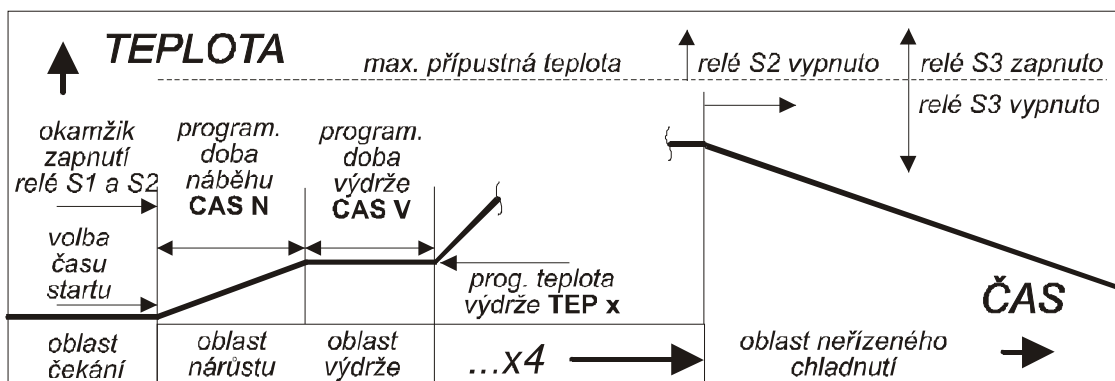 TEPLOTA
max. přípustná teplota
relé S2 vypnuto
relé S3 zapnuto
relé S3 vypnuto
okamžik
zapnutí
relé S1 a S2
program.
doba
náběhu
CAS N
program.
doba
výdrže
CAS V
volba
času
startu
prog. teplota
výdrže TEP x
ČAS
oblast
čekání
oblast
nárůstu
oblast
výdrže
...x4
oblast neřízeného
chladnutí